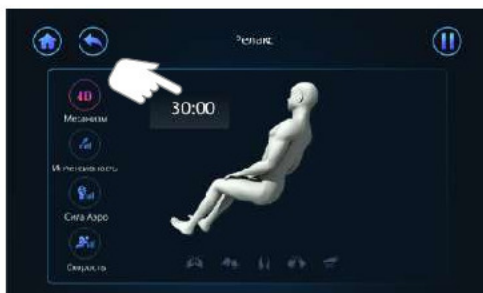 Релакс
30:00
4D
Механизм
Интенсивность
Сила Аэро
Скорость